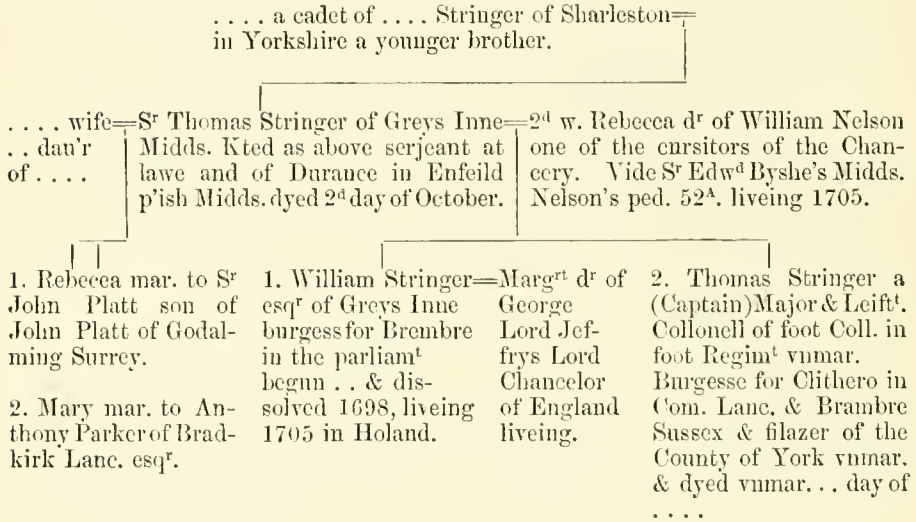 . . . . a cadet of . . . . Stringer of Sharleston=
in Yorkshire a younger brother.
. . . . wife=Sʳ Thomas Stringer of Greys Inne=2ᵈ w. Rebecca dʳ of William Nelson
. . dau'r
of . . . .
Midds. Kted as above serjeant at
lawe and of Durance in Enfeild
p'ish Midds. dyed 2ᵈ day of October.
one of the cursitors of the Chan-
cery. Vide Sʳ Edwᵈ Byshe's Midds.
Nelson's ped. 52ᴬ. liveing 1705.
1. Rebecca mar. to Sʳ
John Platt son of
John Platt of Godal-
ming Surrey.
2. Mary mar. to An-
thony Parker of Brad-
kirk Lanc. esqʳ.
1. William Stringer=
esqʳ of Greys Inne
burgess for Brembre
in the parliamᵗ
begun . . & dis-
solved 1698, liveing
1705 in Holand.
Margʳᵗ dʳ of
George
Lord Jef-
frys Lord
Chancelor
of England
liveing.
2. Thomas Stringer a
(Captain) Major & Leiftᵗ.
Collonell of foot Coll. in
foot Regimᵗ vnmar.
Burgesse for Clithero in
Com. Lanc. & Brambre
Sussex & filazer of the
County of York vnmar.
& dyed vnmar. . . day of
. . . .